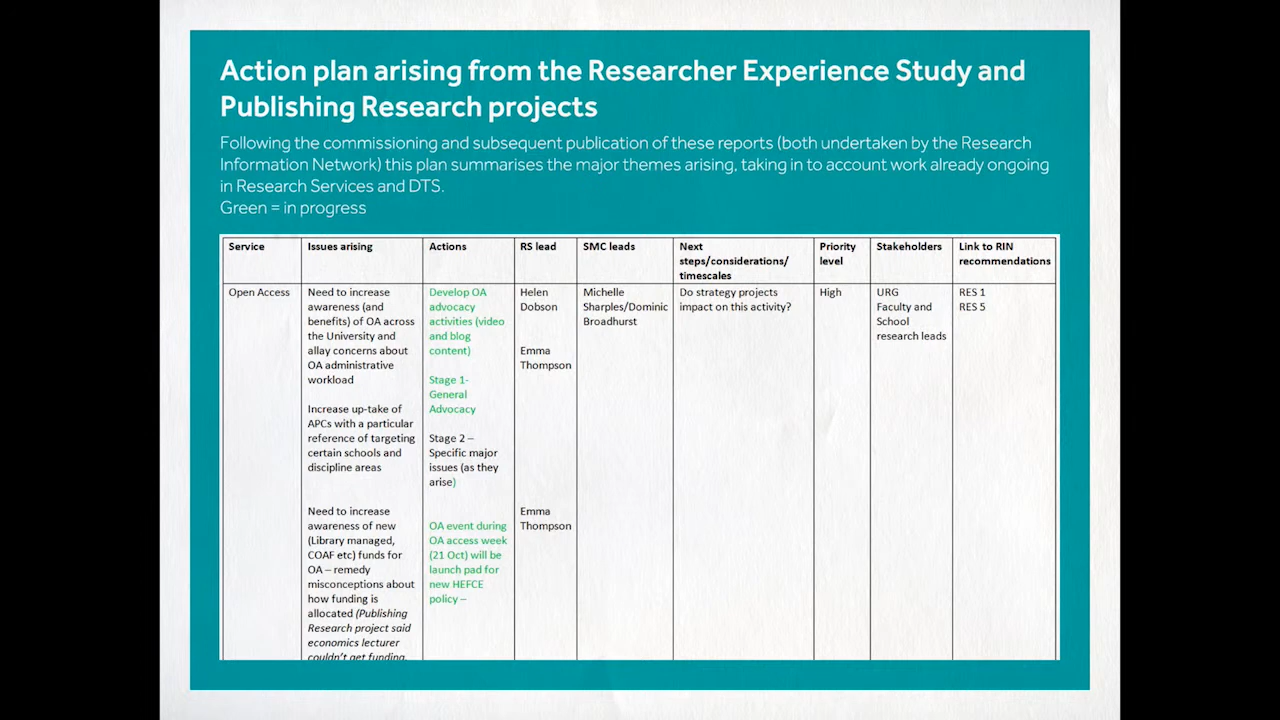 Action plan arising from the Researcher Experience Study and
Publishing Research projects
Following the commissioning and subsequent publication of these reports (both undertaken by the Research
Information Network) this plan summarises the major themes arising, taking in to account work already ongoing
in Research Services and DTS.
Green = in progress
Service
Issues arising
Actions
RS lead
SMC leads
Next
steps/considerations/
timescales
Priority
level
Stakeholders
Link to RIN
recommendations
Open Access
Need to increase
awareness (and
benefits) of OA across
the University and
allay concerns about
OA administrative
workload
Increase up-take of
APCs with a particular
reference of targeting
certain schools and
discipline areas
Need to increase
awareness of new
(Library managed,
COAF etc) funds for
OA – remedy
misconceptions about
how funding is
allocated (Publishing
Research project said
economics lecturer
couldn't get funding.
Develop OA
advocacy
activities (video
and blog
content)
Stage 1-
General
Advocacy
Stage 2 –
Specific major
issues (as they
arise)
OA event during
OA access week
(21 Oct) will be
launch pad for
new HEFCE
policy –
Helen
Dobson
Emma
Thompson
Emma
Thompson
Michelle
Sharples/Dominic
Broadhurst
Do strategy projects
impact on this activity?
High
URG
Faculty and
School
research leads
RES 1
RES 5